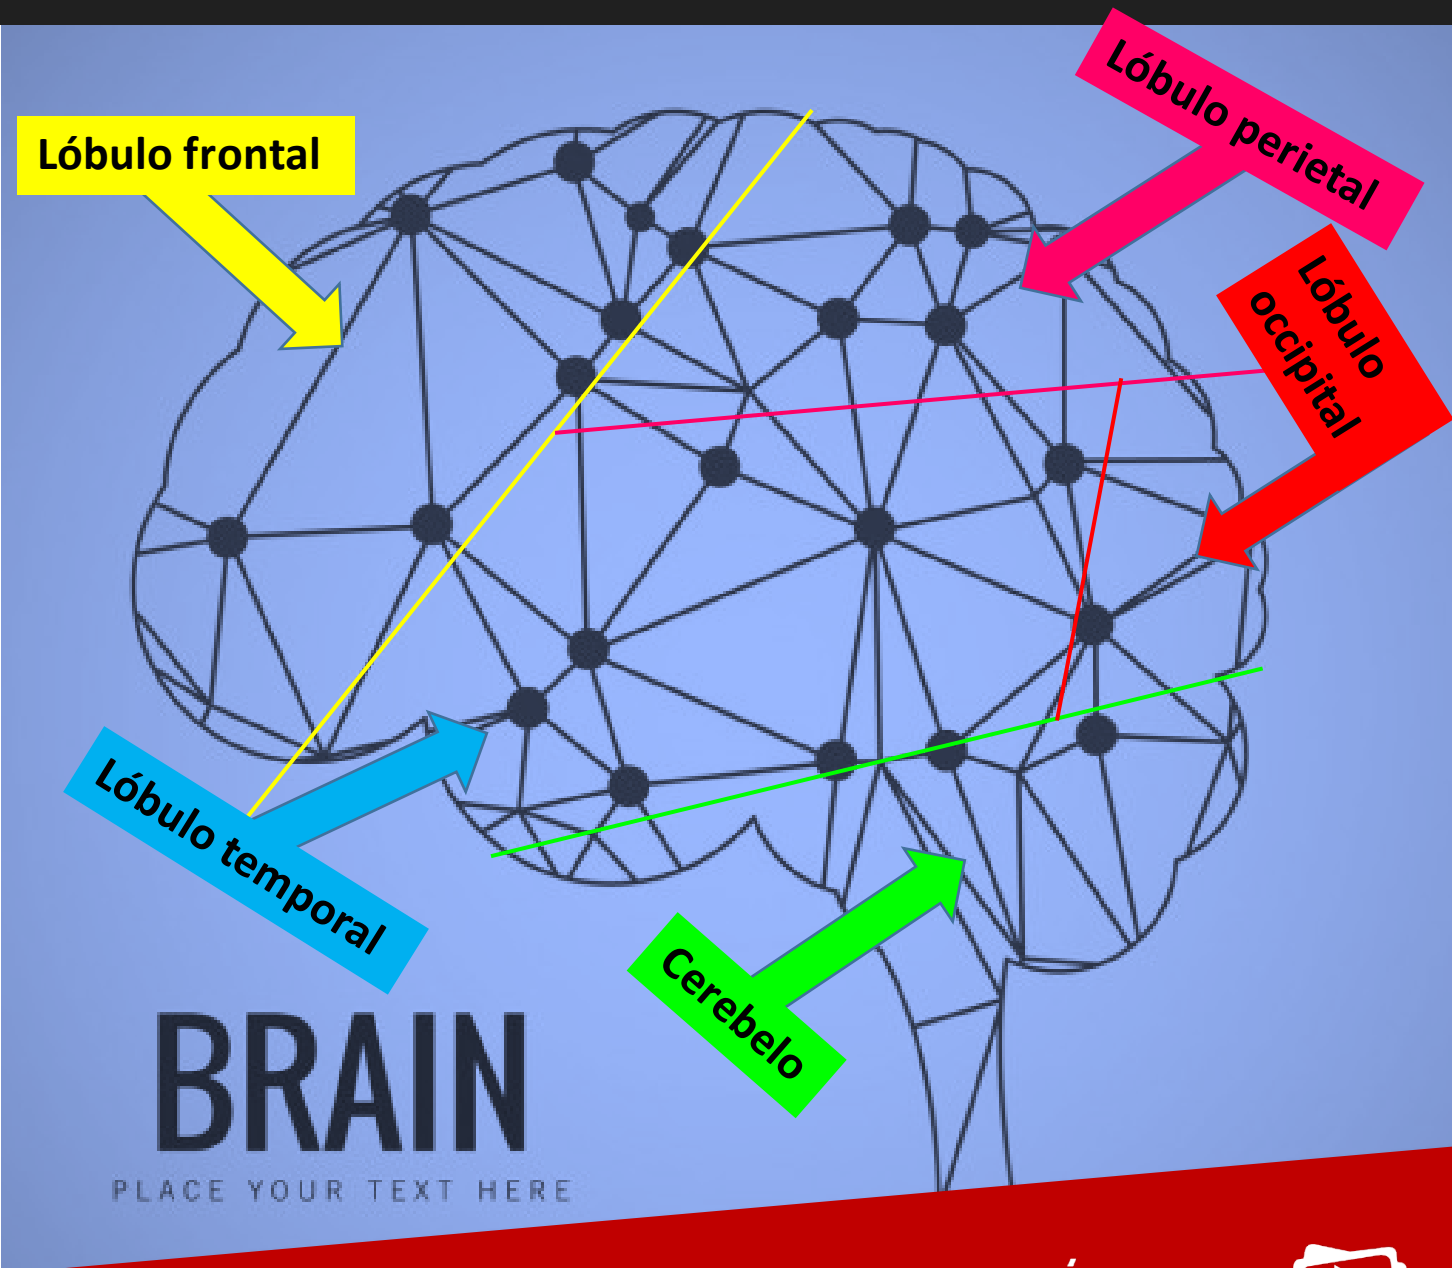 Lóbulo frontal
Lóbulo perietal
Lóbulo
occipital
Lóbulo temporal
Cerebelo
BRAIN
PLACE YOUR TEXT HERE